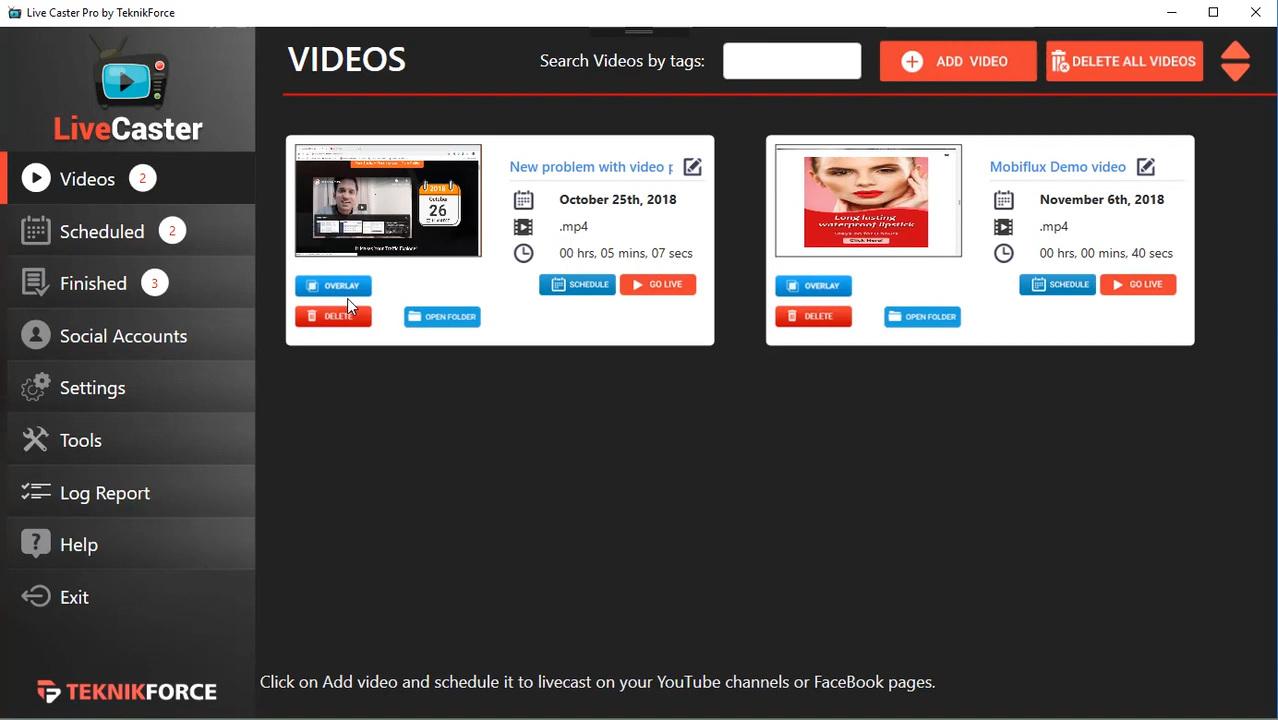 Live Caster Pro by TeknikForce
LiveCaster
Videos 2
Scheduled 2
Finished 3
Social Accounts
Settings
Tools
Log Report
Help
Exit
TEKNIKFORCE
VIDEOS
Search Videos by tags:
ADD VIDEO
DELETE ALL VIDEOS
2018
October
26
New problem with video p
October 25th, 2018
.mp4
00 hrs, 05 mins, 07 secs
OVERLAY
SCHEDULE
GO LIVE
DELETE
OPEN FOLDER
Long lasting
waterproof lipstick
Click Here!
Mobiflux Demo video
November 6th, 2018
.mp4
00 hrs, 00 mins, 40 secs
OVERLAY
SCHEDULE
GO LIVE
DELETE
OPEN FOLDER
Click on Add video and schedule it to livecast on your YouTube channels or FaceBook pages.